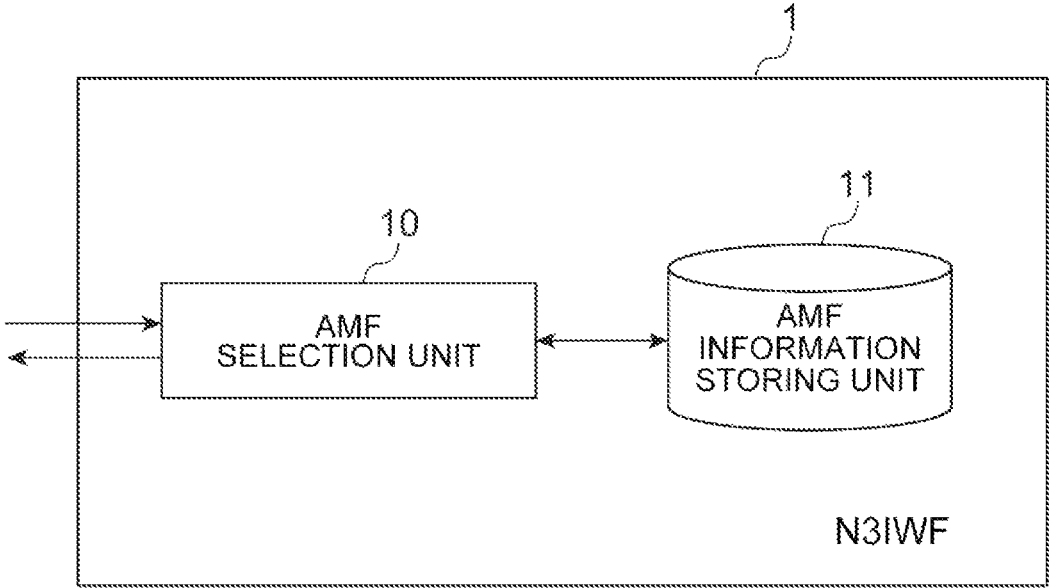 1
10
11
AMF
SELECTION UNIT
AMF
INFORMATION
STORING UNIT
N3IWF